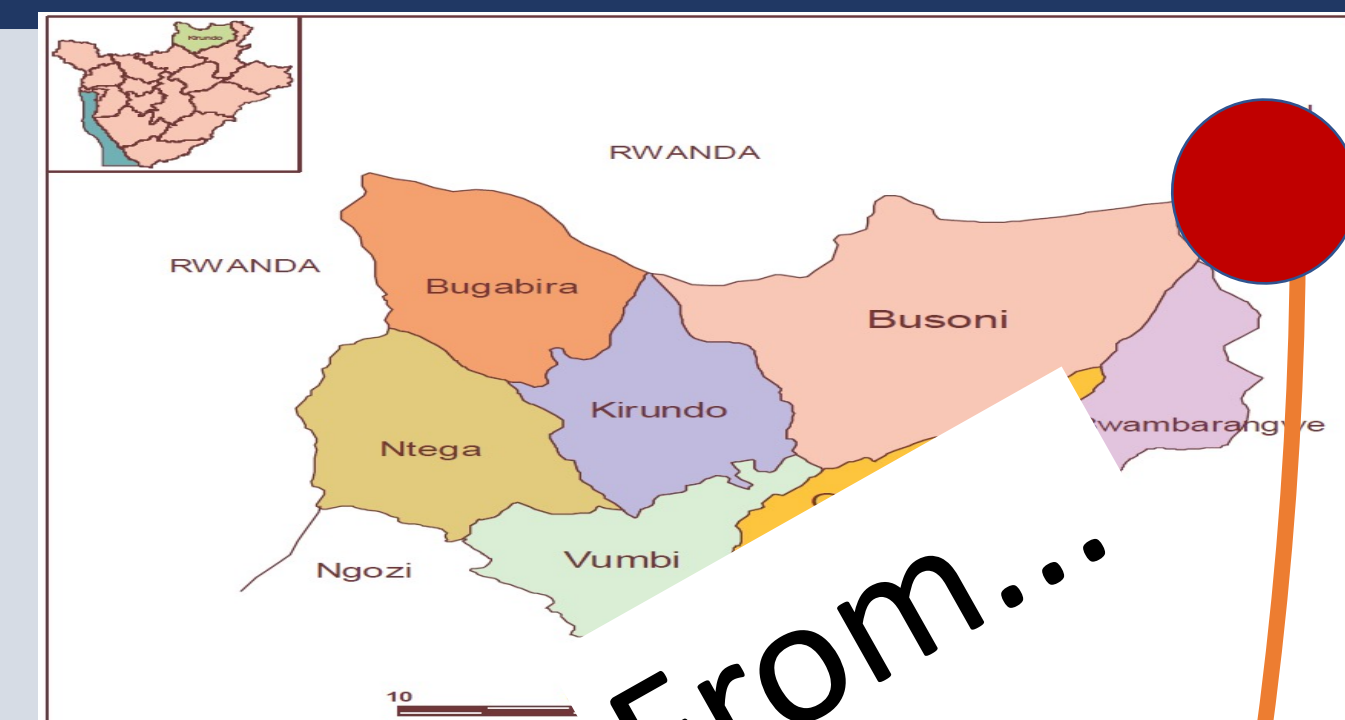 Kirundo
RWANDA
RWANDA
Bugabira
Busoni
Kirundo
Ntega
Vumbi
Ngozi
10
From...